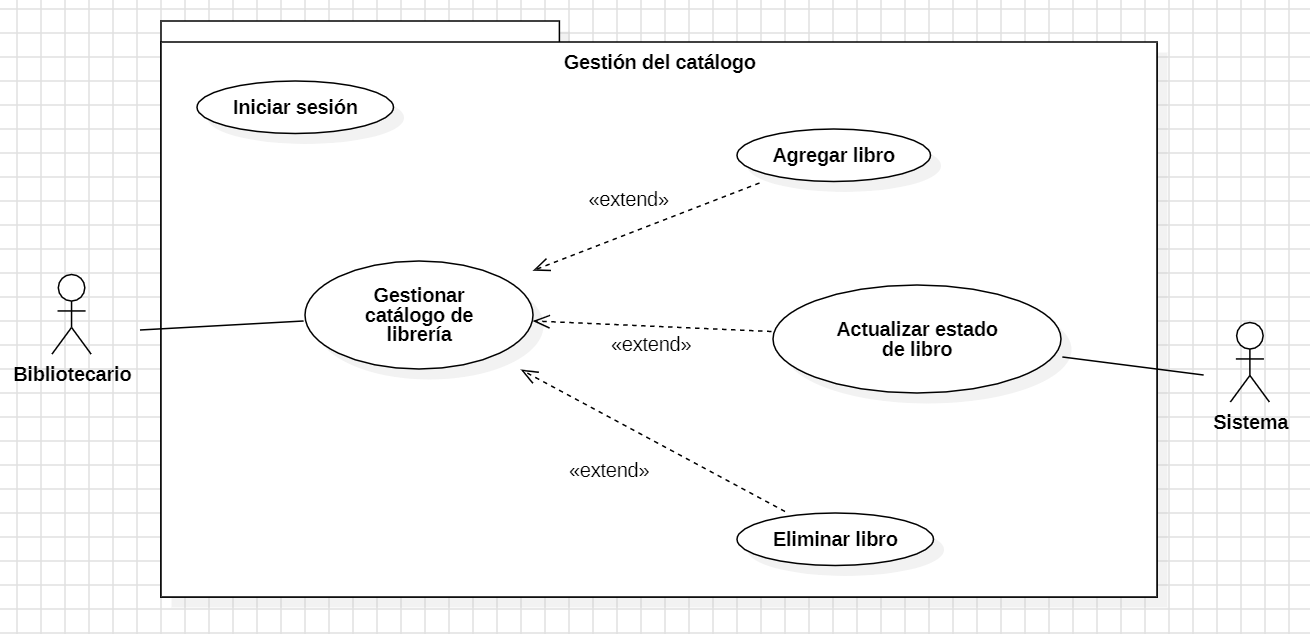 Gestión del catálogo
Iniciar sesión
Agregar libro
«extend»
Gestionar
catálogo de
librería
Actualizar estado
de libro
«extend»
Bibliotecario
Sistema
«extend»
Eliminar libro